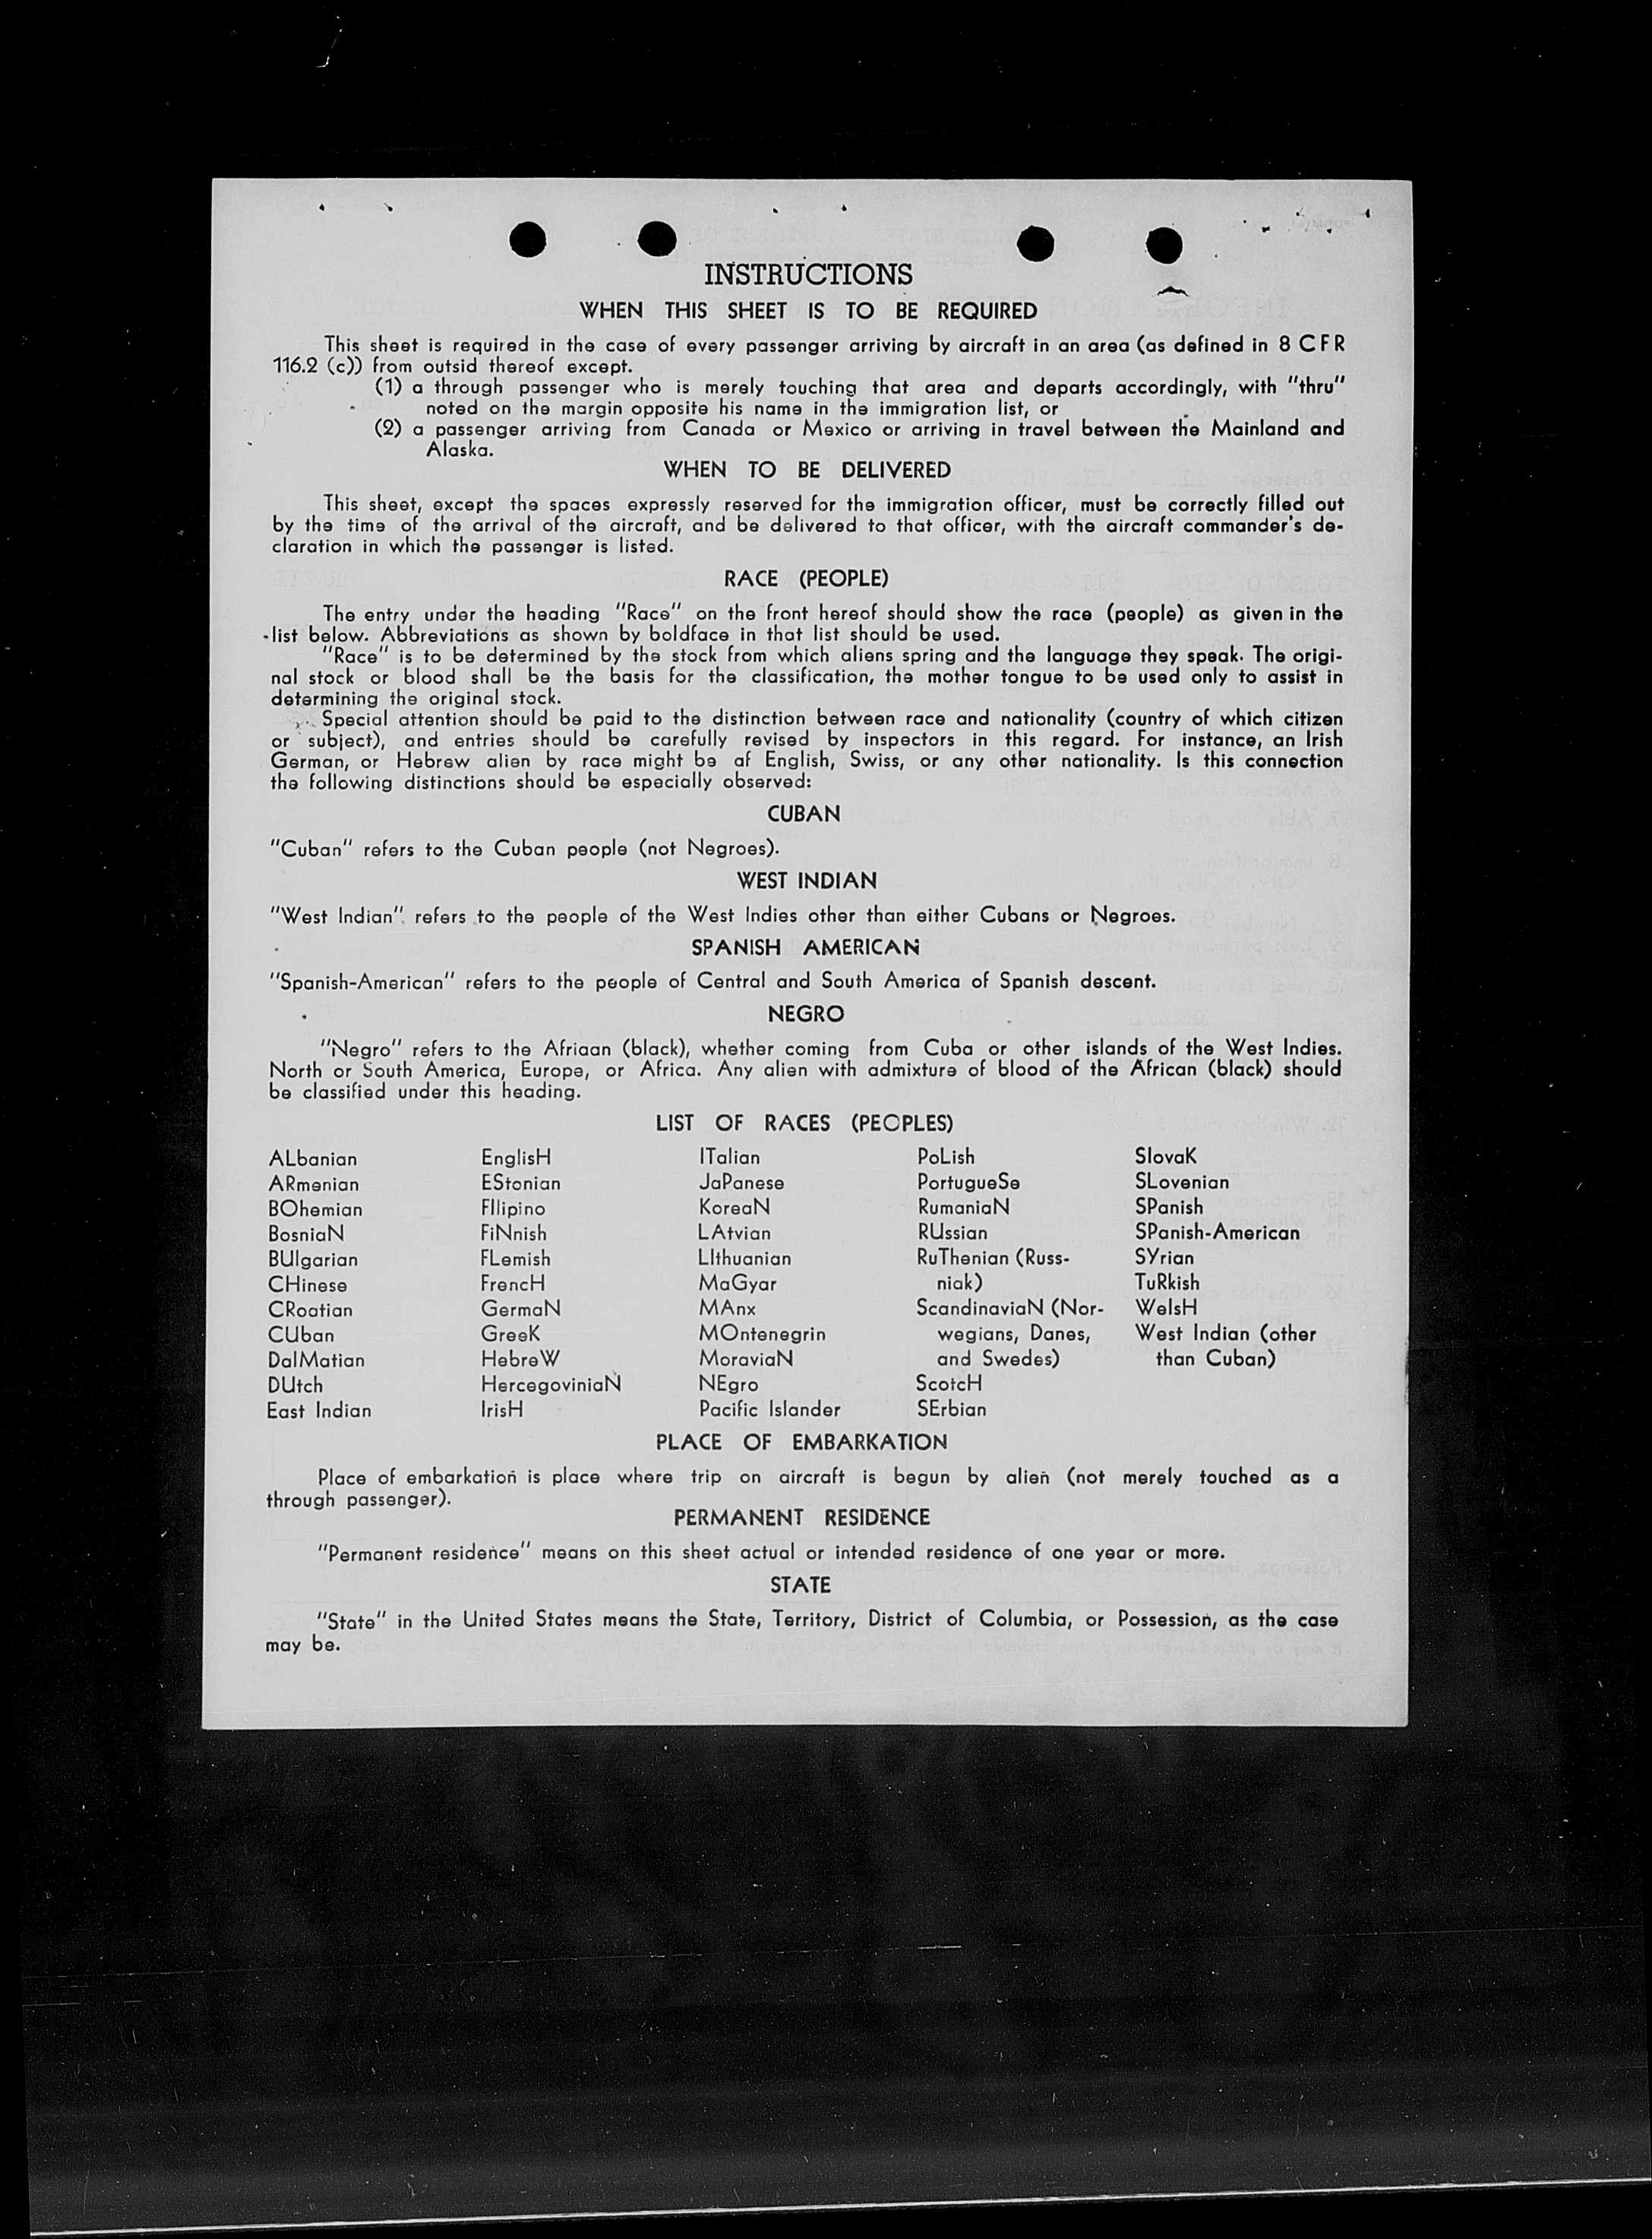 INSTRUCTIONS
WHEN THIS SHEET IS TO BE REQUIRED
This sheet is required in the case of every passenger arriving by aircraft in an area (as defined in 8 CFR
116.2 (c)) from outsid thereof except.
(1) a through passenger who is merely touching that area and departs accordingly, with "thru"
noted on the margin opposite his name in the immigration list, or
(2) a passenger arriving from Canada or Mexico or arriving in travel between the Mainland and
Alaska.
WHEN TO BE DELIVERED
This sheet, except the spaces expressly reserved for the immigration officer, must be correctly filled out
by the time of the arrival of the aircraft, and be delivered to that officer, with the aircraft commander's de-
claration in which the passenger is listed.
RACE (PEOPLE)
The entry under the heading "Race" on the front hereof should show the race (people) as given in the
list below. Abbreviations as shown by boldface in that list should be used.
"Race" is to be determined by the stock from which aliens spring and the language they speak. The origi-
nal stock or blood shall be the basis for the classification, the mother tongue to be used only to assist in
determining the original stock.
Special attention should be paid to the distinction between race and nationality (country of which citizen
or subject), and entries should be carefully revised by inspectors in this regard. For instance, an Irish
German, or Hebrew alien by race might be af English, Swiss, or any other nationality. Is this connection
the following distinctions should be especially observed:
CUBAN
"Cuban" refers to the Cuban people (not Negroes).
WEST INDIAN
"West Indian" refers to the people of the West Indies other than either Cubans or Negroes.
SPANISH AMERICAN
"Spanish-American" refers to the people of Central and South America of Spanish descent.
NEGRO
"Negro" refers to the Afriaan (black), whether coming from Cuba or other islands of the West Indies.
North or South America, Europe, or Africa. Any alien with admixture of blood of the African (black) should
be classified under this heading.
LIST OF RACES (PEOPLES)
ALbanian
ARmenian
BOhemian
BosniaN
BUlgarian
CHinese
CRoatian
CUban
DalMatian
DUtch
East Indian
EnglisH
EStonian
FIlipino
FiNnish
FLemish
FrencH
GermaN
GreeK
HebreW
HercegoviniaN
IrisH
ITalian
JaPanese
KoreaN
LAtvian
LIthuanian
MaGyar
MAnx
MOntenegrin
MoraviaN
NEgro
Pacific Islander
PoLish
PortugueSe
RumaniaN
RUssian
RuThenian (Russ-
niak)
ScandinaviaN (Nor-
wegians, Danes,
and Swedes)
ScotcH
SErbian
SlovaK
SLovenian
SPanish
SPanish-American
SYrian
TuRkish
WelsH
West Indian (other
than Cuban)
PLACE OF EMBARKATION
Place of embarkation is place where trip on aircraft is begun by alien (not merely touched as a
through passenger).
PERMANENT RESIDENCE
"Permanent residence" means on this sheet actual or intended residence of one year or more.
STATE
"State" in the United States means the State, Territory, District of Columbia, or Possession, as the case
may be.